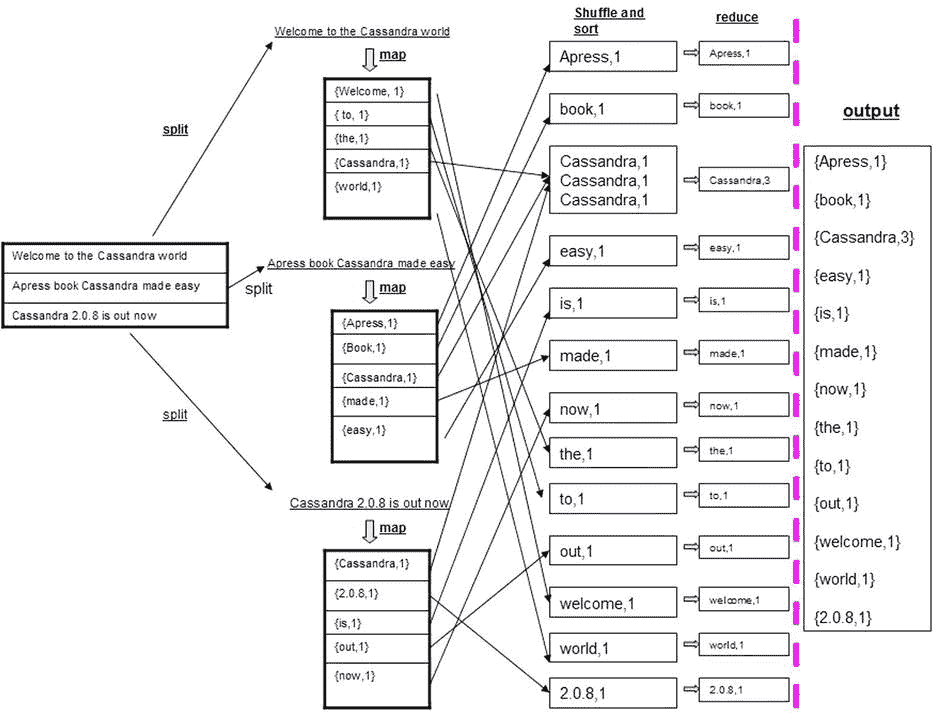 Welcome to the Cassandra world
Apress book Cassandra made easy
Cassandra 2.0.8 is out now
split
split
split
Welcome to the Cassandra world
map
{Welcome, 1}
{ to, 1}
{the,1}
{Cassandra,1}
{world,1}
Apress book Cassandra made easy
map
{Apress,1}
{Book,1}
{Cassandra,1}
{made,1}
{easy,1}
Cassandra 2.0.8 is out now
map
{Cassandra,1}
{2.0.8,1}
{is,1}
{out,1}
{now,1}
Shuffle and
sort
Apress,1
book,1
Cassandra,1
Cassandra,1
Cassandra,1
easy,1
is,1
made,1
now,1
the,1
to,1
out,1
welcome,1
world,1
2.0.8,1
reduce
Apress,1
book,1
Cassandra,3
easy,1
is,1
made,1
now,1
the,1
to,1
out,1
welcome,1
world,1
2.0.8,1
output
{Apress,1}
{book,1}
{Cassandra,3}
{easy,1}
{is,1}
{made,1}
{now,1}
{the,1}
{to,1}
{out,1}
{welcome,1}
{world,1}
{2.0.8,1}